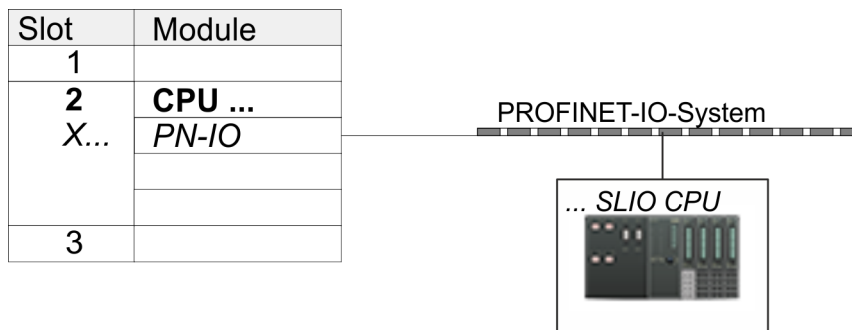 Slot Module
1
2 CPU ...
X... PN-IO
3
PROFINET-IO-System
... SLIO CPU